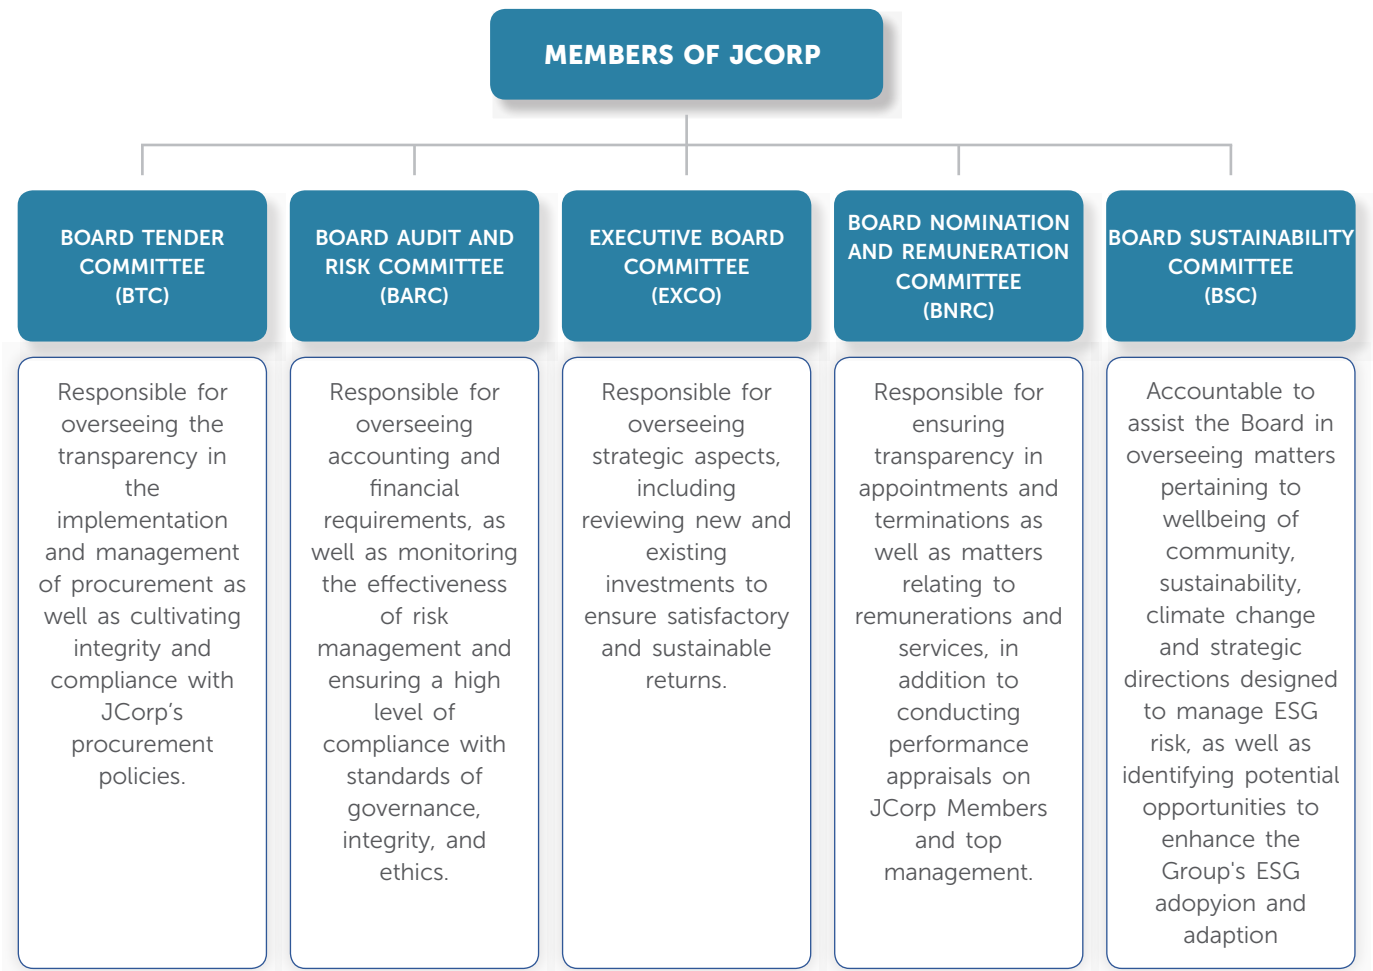 MEMBERS OF JCORP
BOARD TENDER
COMMITTEE
(BTC)
Responsible for
overseeing the
transparency in
the
implementation
and management
of procurement as
well as cultivating
integrity and
compliance with
JCorp's
procurement
policies.
BOARD AUDIT AND
RISK COMMITTEE
(BARC)
Responsible for
overseeing
accounting and
financial
requirements, as
well as monitoring
the effectiveness
of risk
management and
ensuring a high
level of
compliance with
standards of
governance,
integrity, and
ethics.
EXECUTIVE BOARD
COMMITTEE
(EXCO)
Responsible for
overseeing
strategic aspects,
including
reviewing new and
existing
investments to
ensure satisfactory
and sustainable
returns.
BOARD NOMINATION
AND REMUNERATION
COMMITTEE
(BNRC)
Responsible for
ensuring
transparency in
appointments and
terminations as
well as matters
relating to
remunerations and
services, in
addition to
conducting
performance
appraisals on
JCorp Members
and top
management.
BOARD SUSTAINABILITY
COMMITTEE
(BSC)
Accountable to
assist the Board in
overseeing matters
pertaining to
wellbeing of
community,
sustainability,
climate change
and strategic
directions designed
to manage ESG
risk, as well as
identifying potential
opportunities to
enhance the
Group's ESG
adopyion and
adaption